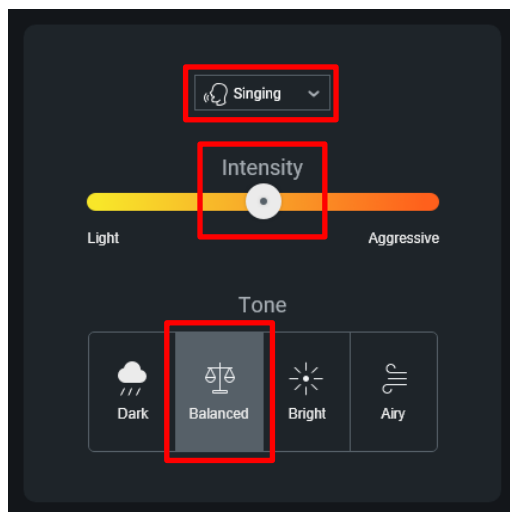 Singing
Intensity
Light Aggressive
Tone
Dark Balanced Bright Airy